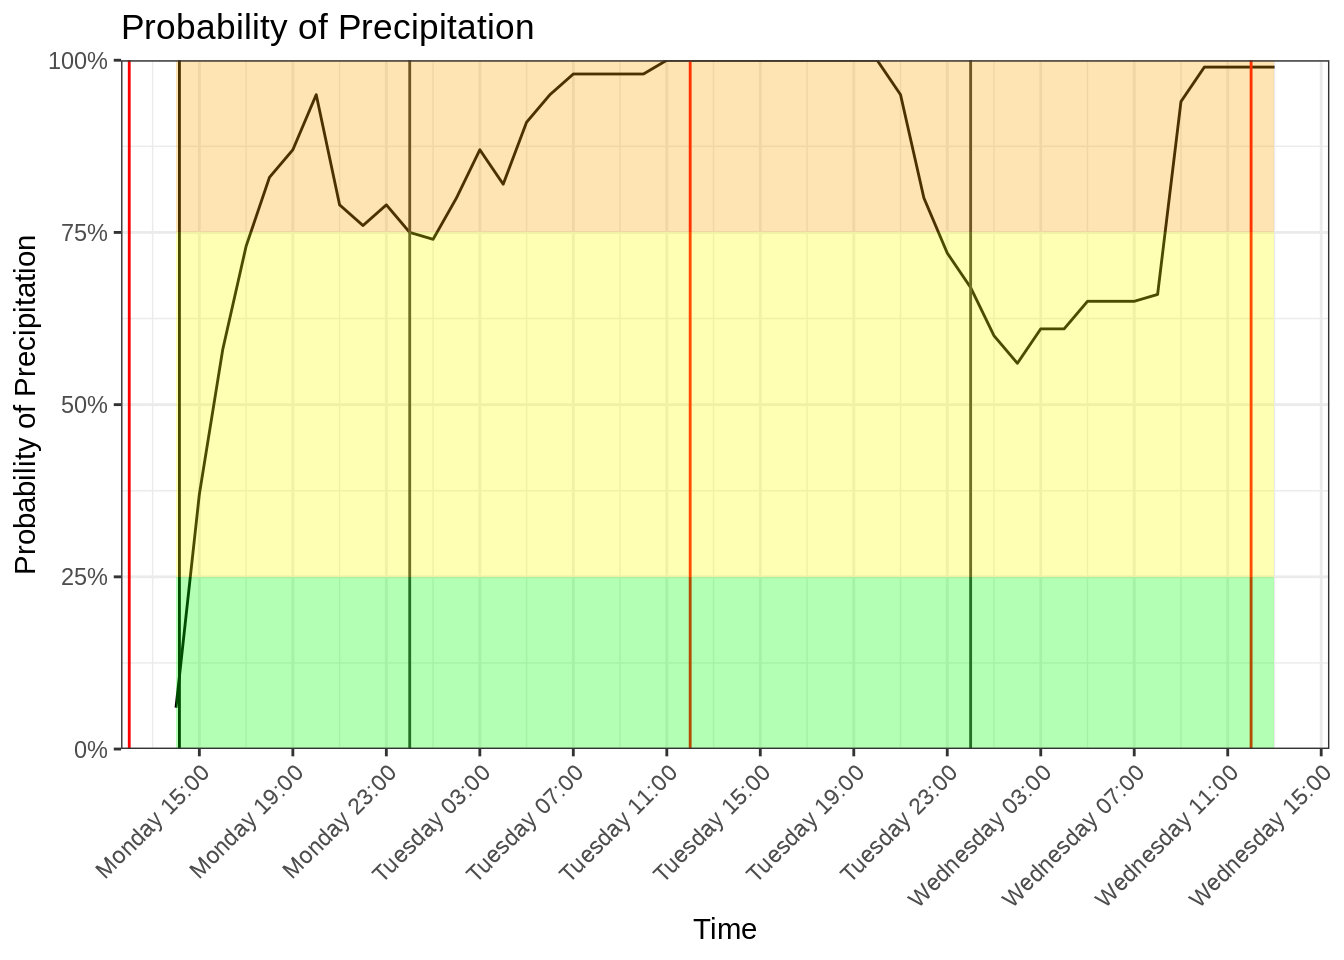 Probability of Precipitation
100%
75%
50%
25%
0%
Probability of Precipitation
Monday 15:00
Monday 19:00
Monday 23:00
Tuesday 03:00
Tuesday 07:00
Tuesday 11:00
Tuesday 15:00
Tuesday 19:00
Tuesday 23:00
Wednesday 03:00
Wednesday 07:00
Wednesday 11:00
Wednesday 15:00
Time